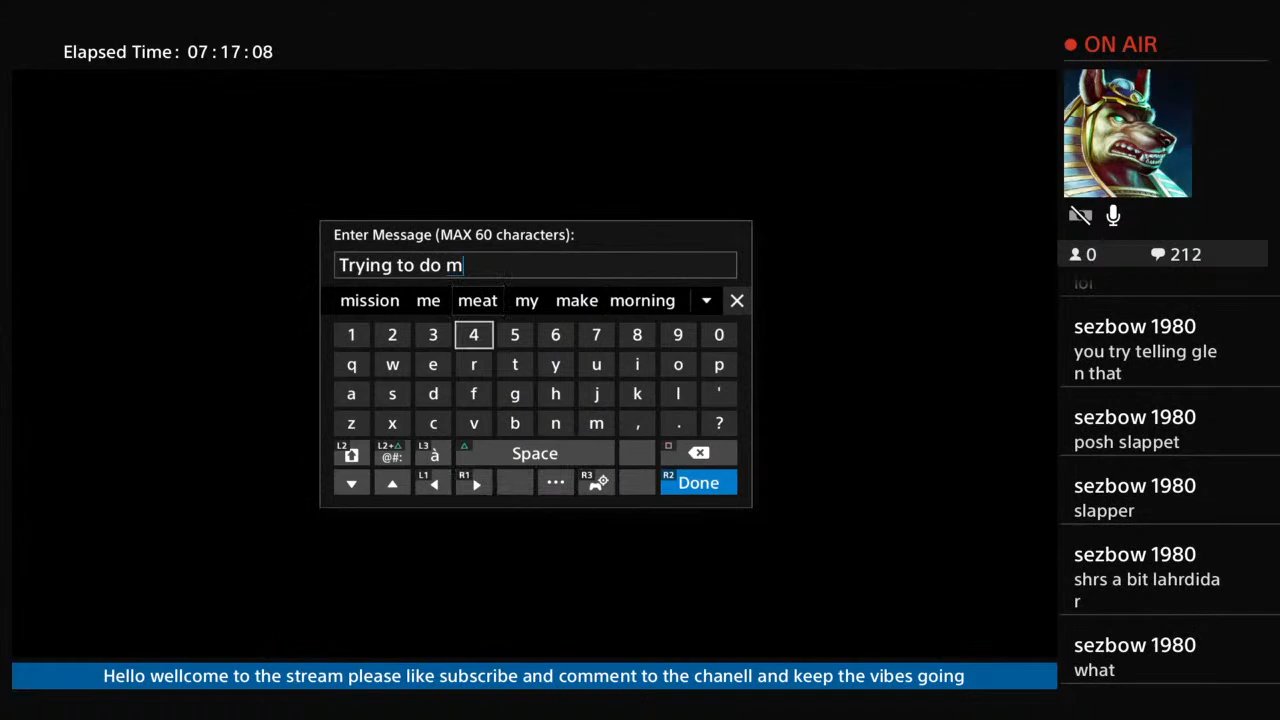 Elapsed Time: 07:17:08
ON AIR
0 212
Enter Message (MAX 60 characters):
Trying to do m
mission me meat my make morning
1 2 3 4 5 6 7 8 9 0
q w e r t y u i o p
a s d f g h j k l '
z x c v b n m , . ?
L2 L2+△ @#: L3 à △ Space □
L1 R1 ... R3 R2 Done
lol
sezbow 1980
you try telling gle
n that
sezbow 1980
posh slappet
sezbow 1980
slapper
sezbow 1980
shrs a bit lahrdida
r
sezbow 1980
what
Hello wellcome to the stream please like subscribe and comment to the chanell and keep the vibes going